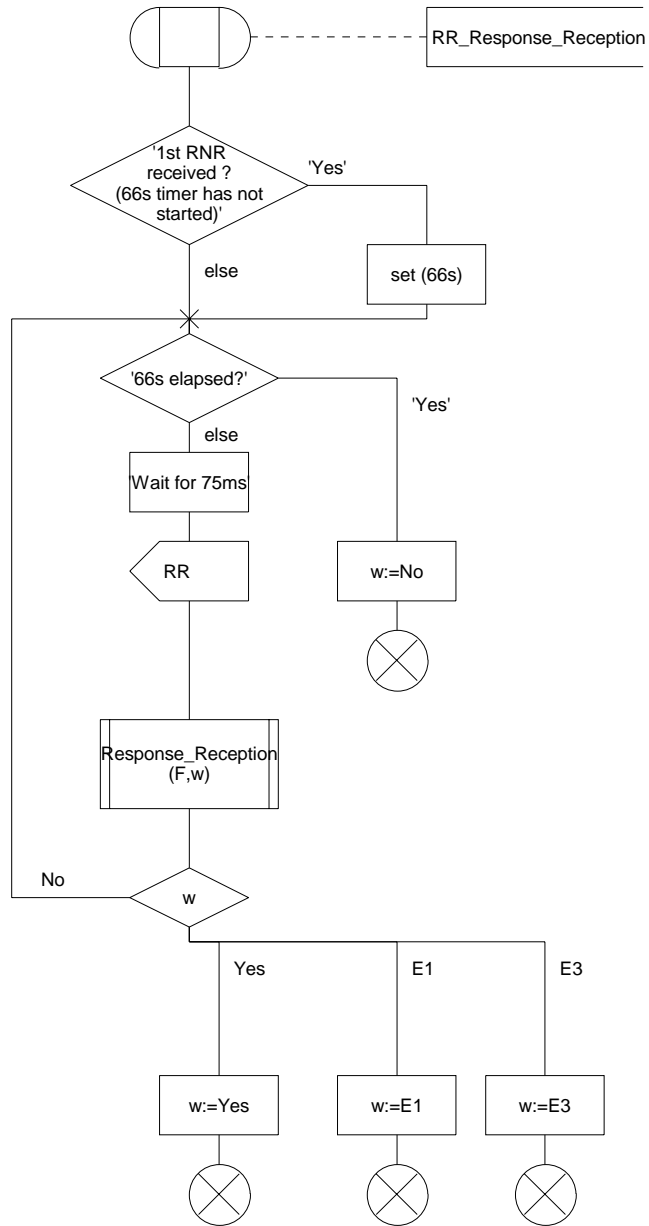 RR_Response_Reception
'1st RNR
received ?
(66s timer has not
started)'
'Yes'
set (66s)
else
'66s elapsed?'
'Yes'
else
'Wait for 75ms'
RR
w:=No
Response_Reception
(F,w)
No
w
Yes
E1
E3
w:=Yes
w:=E1
w:=E3